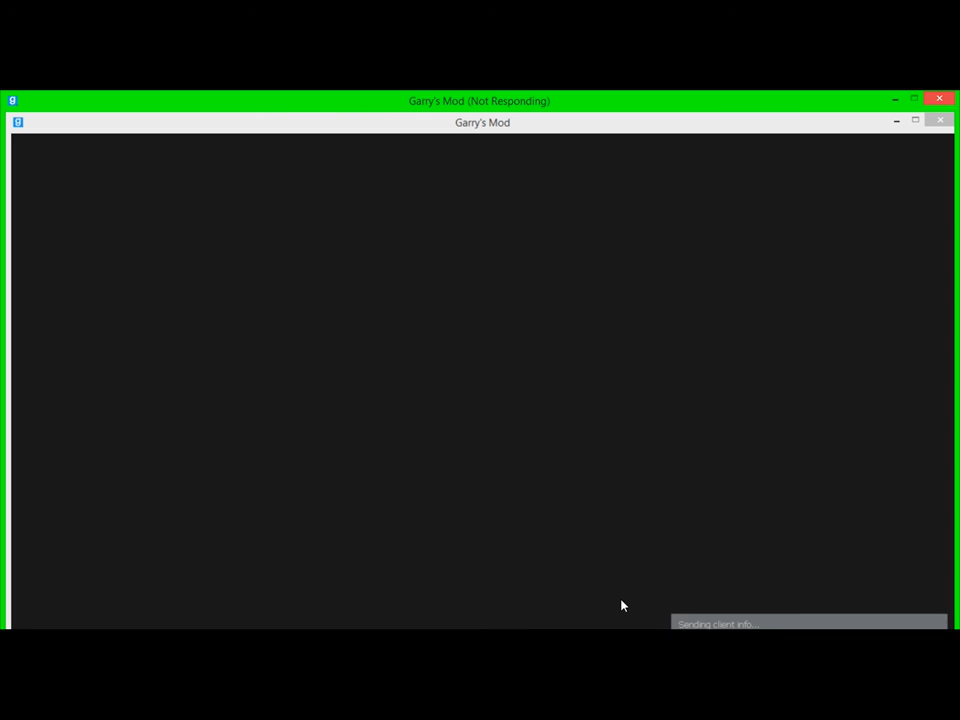 g Garry's Mod (Not Responding)
g Garry's Mod
Sending client info...